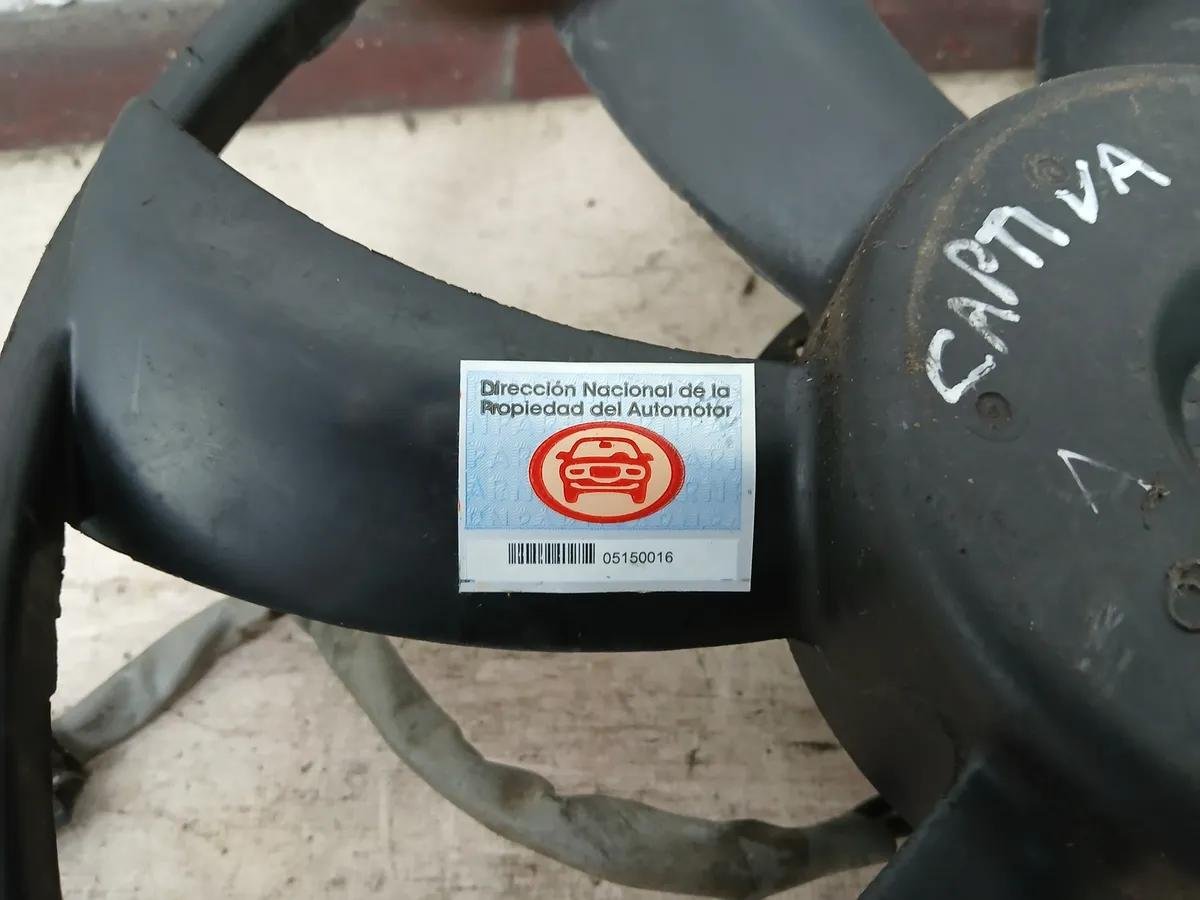 CAPTIVA
Dirección Nacional de la
Propiedad del Automotor
05150016